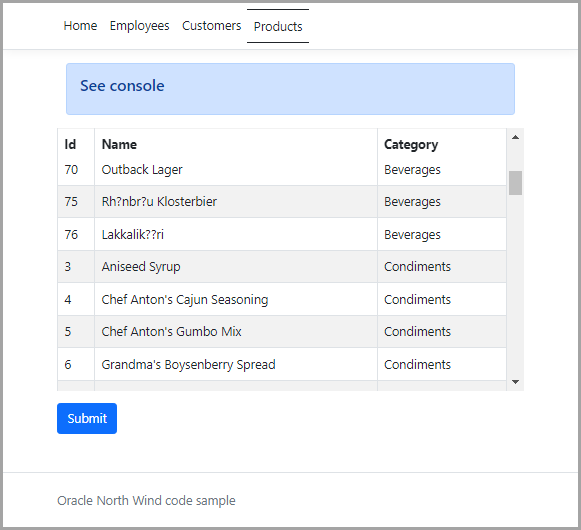 Home Employees Customers Products
See console
Id Name Category
70 Outback Lager Beverages
75 Rh?nbr?u Klosterbier Beverages
76 Lakkalik??ri Beverages
3 Aniseed Syrup Condiments
4 Chef Anton's Cajun Seasoning Condiments
5 Chef Anton's Gumbo Mix Condiments
6 Grandma's Boysenberry Spread Condiments
Submit
Oracle North Wind code sample